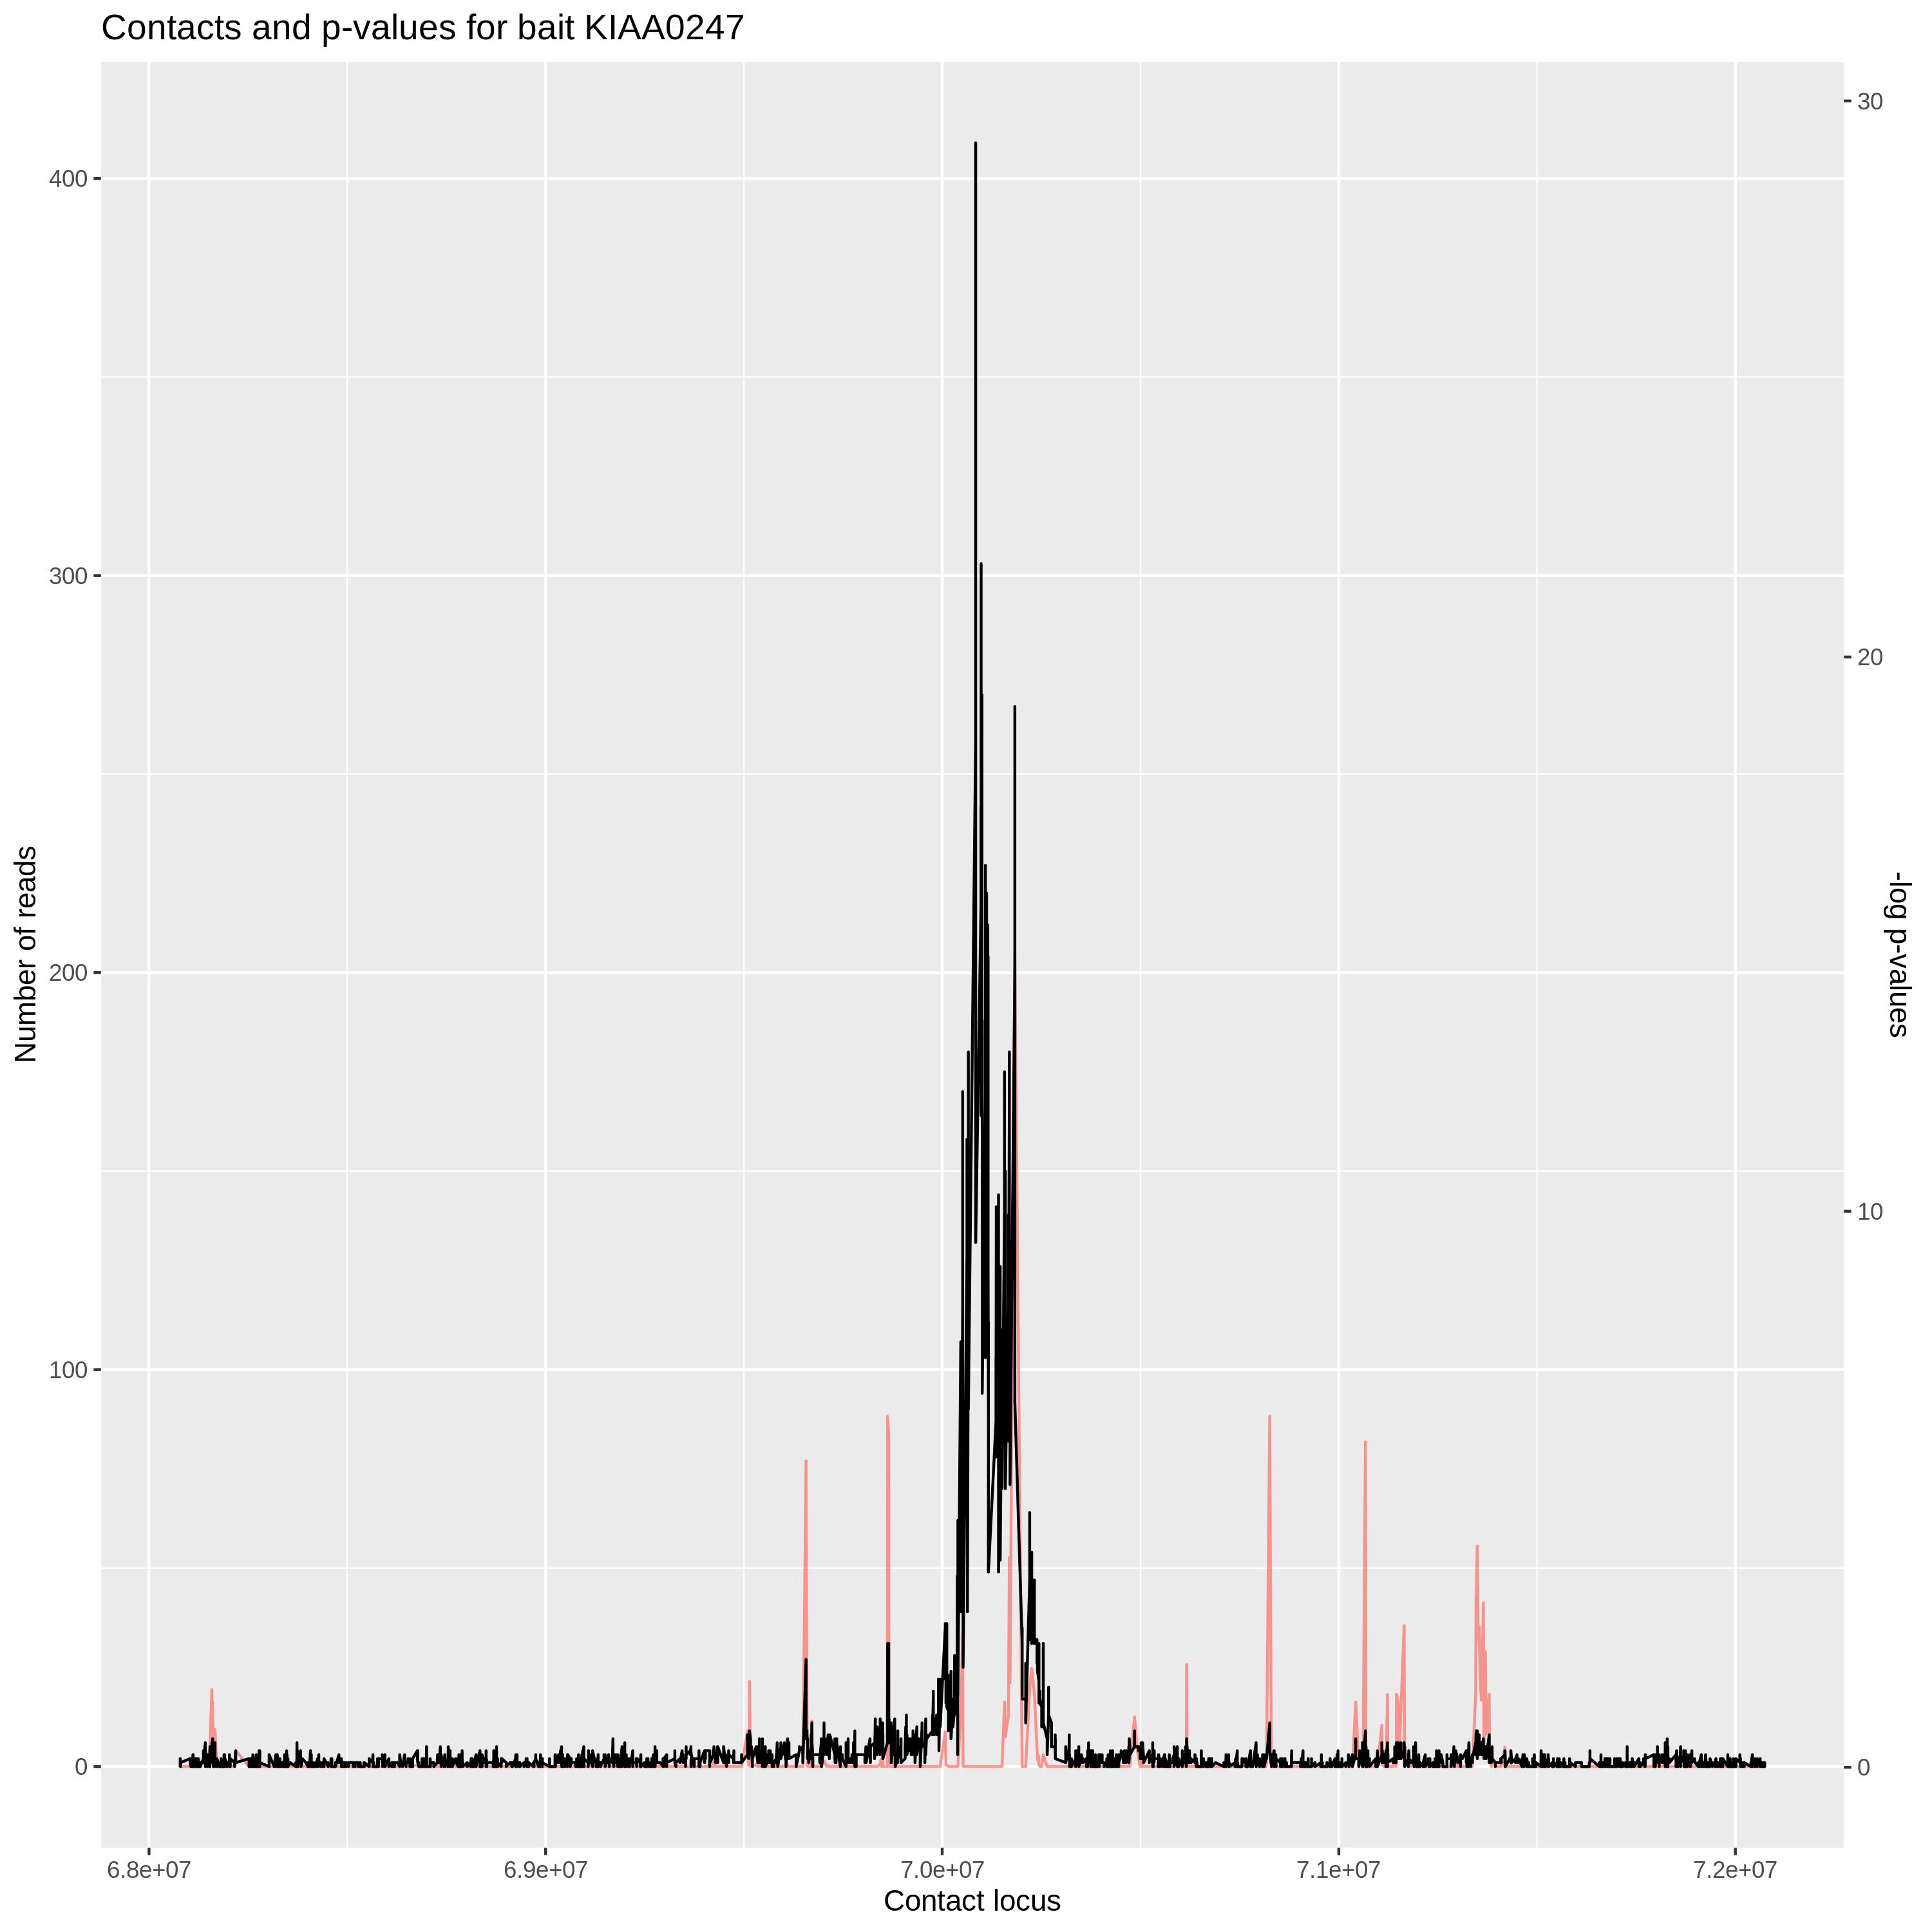 Contacts and p-values for bait KIAA0247
Number of reads
400
300
200
100
0
30
20
10
0
-log p-values
6.8e+07 6.9e+07 7.0e+07 7.1e+07 7.2e+07
Contact locus